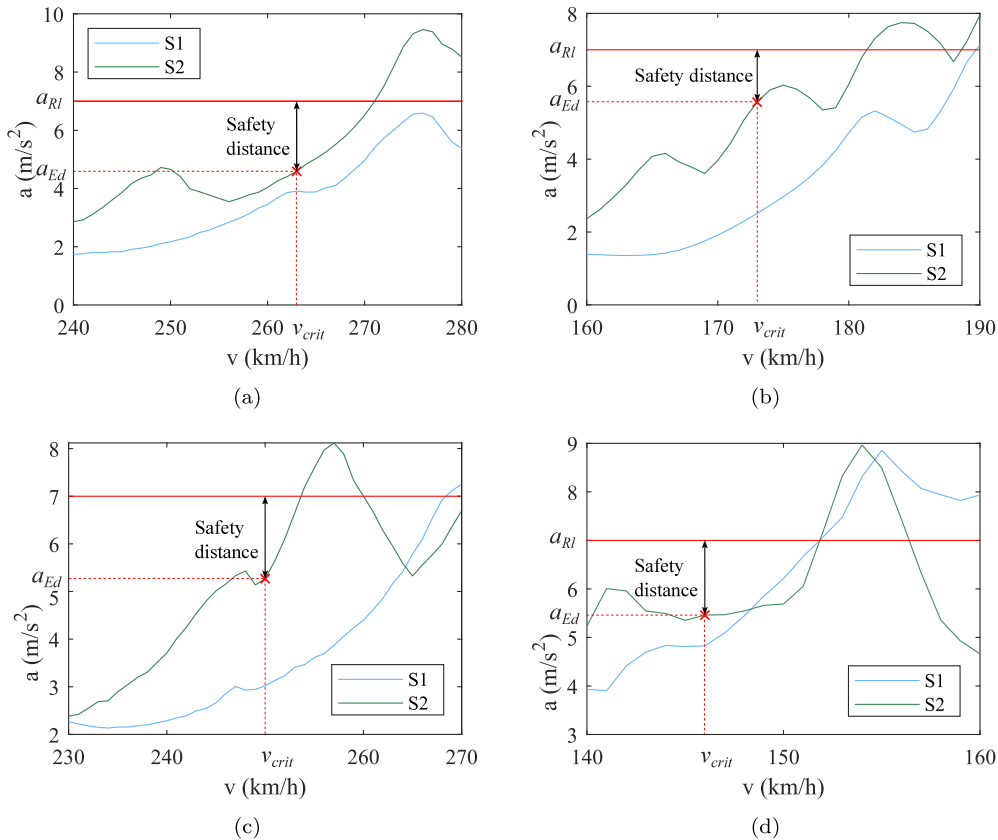 10
S1
S2
8
a_Rl
Safety
distance
6
a_Ed
4
2
0
a (m/s²)
240
250
260
v_crit
270
280
v (km/h)
(a)
8
a_Rl
Safety distance
6
a_Ed
4
2
0
a (m/s²)
S1
S2
160
170
v_crit
180
190
v (km/h)
(b)
8
7
6
Safety
distance
a_Ed
5
4
3
2
a (m/s²)
S1
S2
230
240
v_crit
260
270
v (km/h)
(c)
9
8
a_Rl
Safety
distance
6
a_Ed
5
4
3
a (m/s²)
S1
S2
140
v_crit
150
160
v (km/h)
(d)